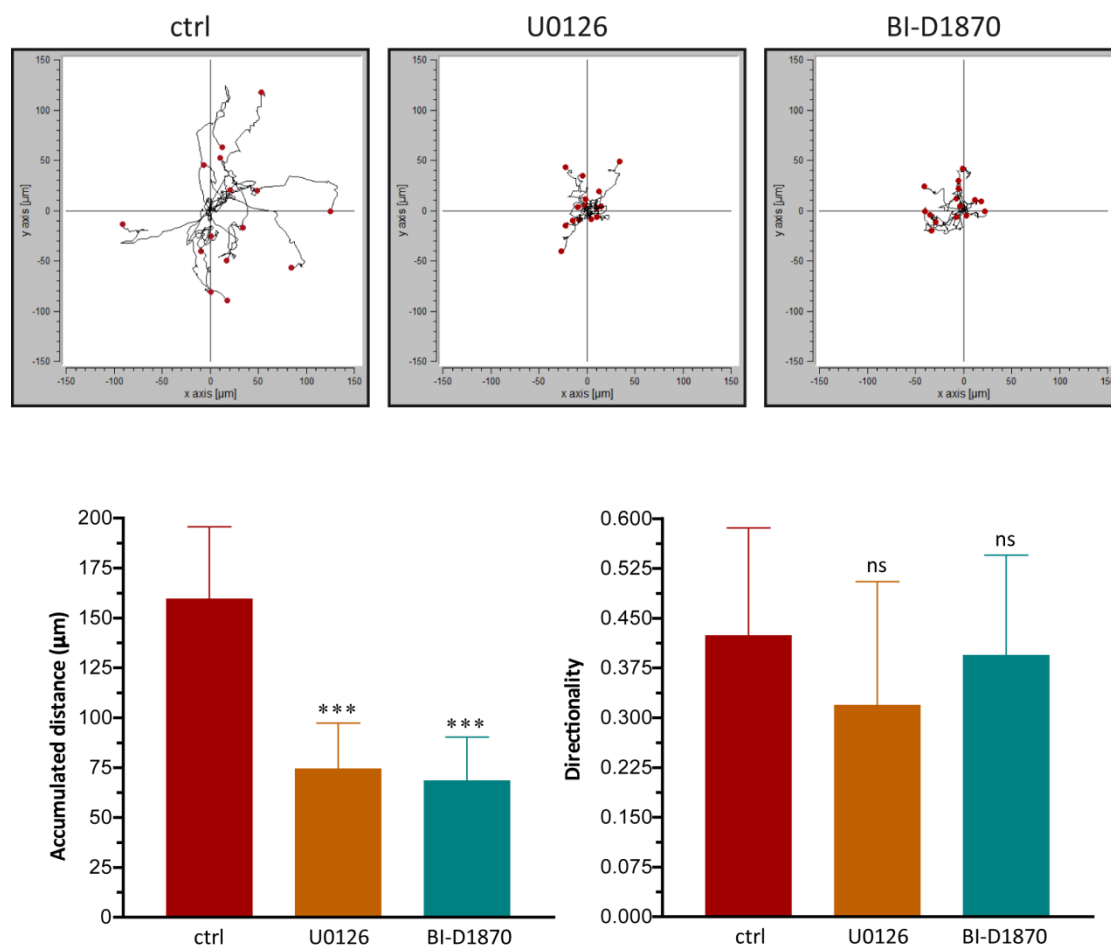 ctrl
U0126
BI-D1870
150
100
50
0
-50
-100
-150
y axis [µm]
-150 -100 -50 0 50 100 150
x axis [µm]
150
100
50
0
-50
-100
-150
y axis [µm]
-150 -100 -50 0 50 100 150
x axis [µm]
150
100
50
0
-50
-100
-150
y axis [µm]
-150 -100 -50 0 50 100 150
x axis [µm]
Accumulated distance (µm)
200
175
150
125
100
75
50
25
0
***
***
ctrl U0126 BI-D1870
Directionality
0.600
0.525
0.450
0.375
0.300
0.225
0.150
0.075
0.000
ns
ns
ctrl U0126 BI-D1870